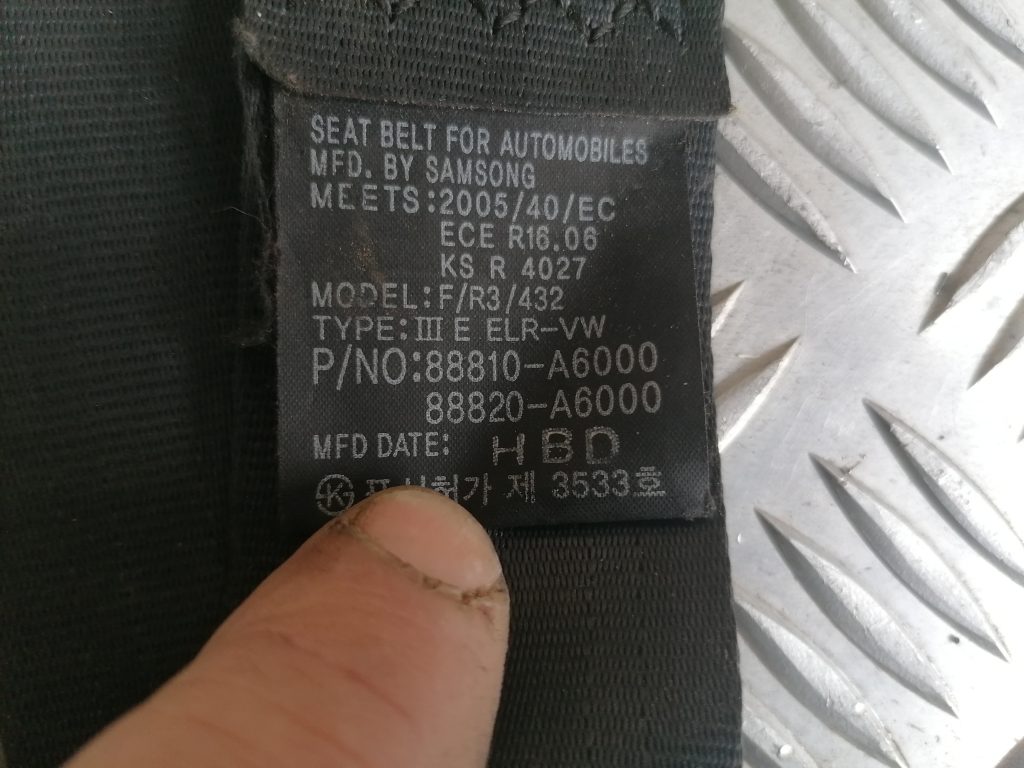 SEAT BELT FOR AUTOMOBILES
MFD. BY SAMSONG
MEETS:2005/40/EC
ECE R16.06
KS R 4027
MODEL:F/R3/432
TYPE:III E ELR-VW
P/NO:88810-A6000
88820-A6000
MFD DATE: HBD
제 3533호